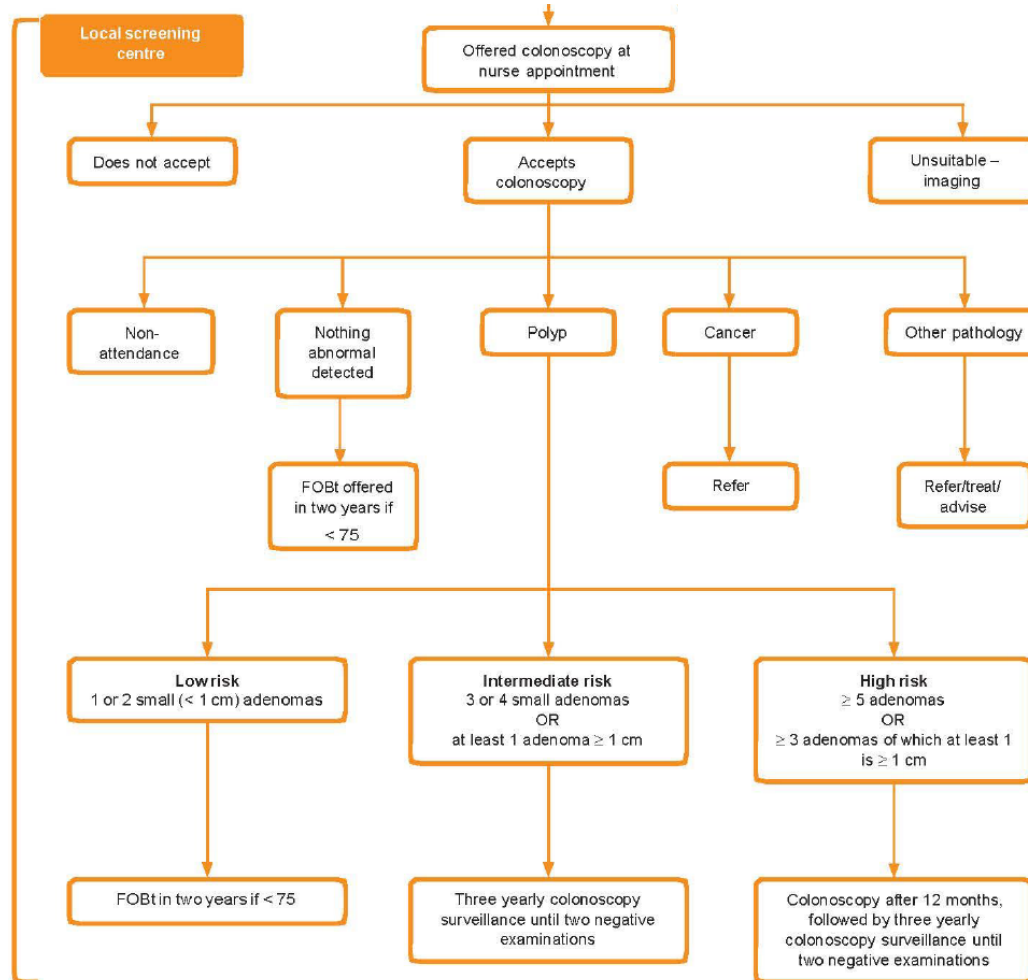 Local screening
centre
Offered colonoscopy at
nurse appointment
Does not accept
Accepts
colonoscopy
Unsuitable –
imaging
Non-
attendance
Nothing
abnormal
detected
Polyp
Cancer
Other pathology
FOBt offered
in two years if
< 75
Refer
Refer/treat/
advise
Low risk
1 or 2 small (< 1 cm) adenomas
Intermediate risk
3 or 4 small adenomas
OR
at least 1 adenoma ≥ 1 cm
High risk
≥ 5 adenomas
OR
≥ 3 adenomas of which at least 1
is ≥ 1 cm
FOBt in two years if < 75
Three yearly colonoscopy
surveillance until two negative
examinations
Colonoscopy after 12 months,
followed by three yearly
colonoscopy surveillance until
two negative examinations